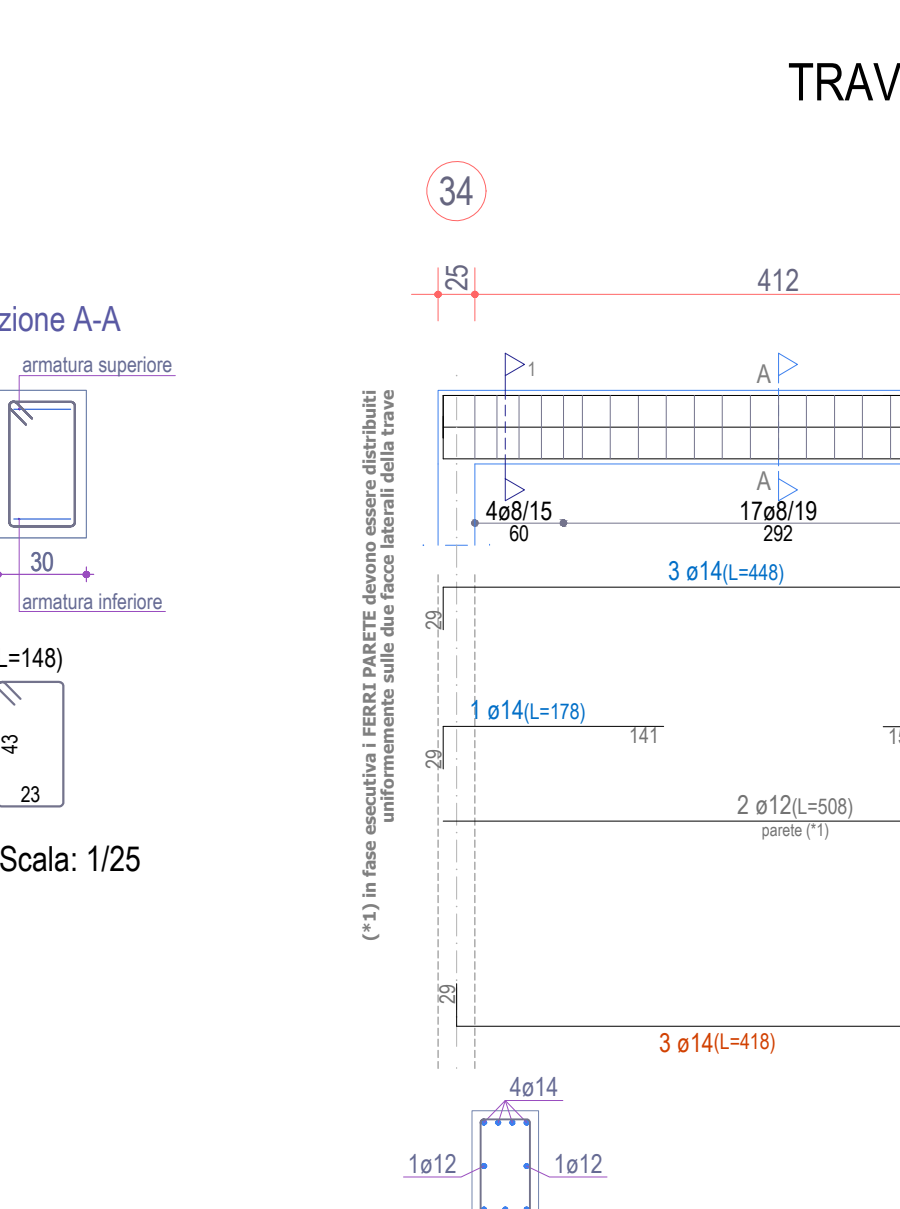 TRAV
34
25
412
zione A-A
armatura superiore
30
armatura inferiore
L=148)
43
23
Scala: 1/25
(*1) in fase esecutiva i FERRI PARETE devono essere distribuiti
uniformemente sulle due facce laterali della trave
1
A
A
4ø8/15
60
17ø8/19
292
3 ø14(L=448)
29
1 ø14(L=178)
141
29
15
2 ø12(L=508)
parete (*1)
29
3 ø14(L=418)
4ø14
1ø12
1ø12